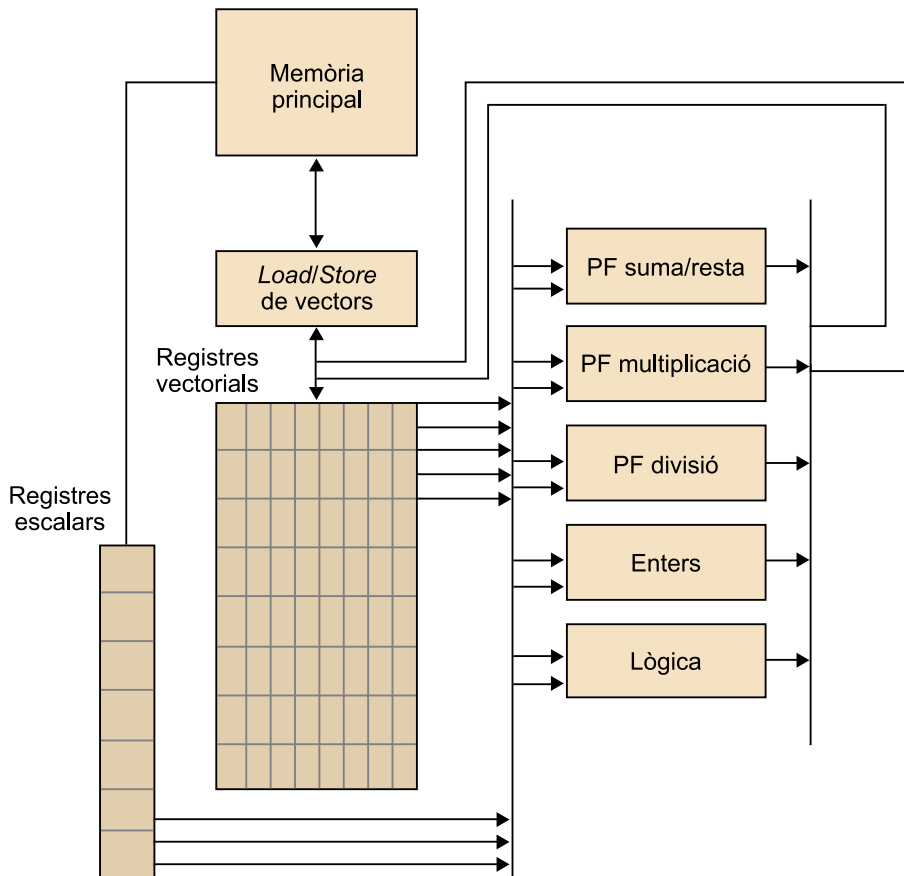 Memòria
principal
Load/Store
de vectors
Registres
vectorials
Registres
escalars
PF suma/resta
PF multiplicació
PF divisió
Enters
Lògica